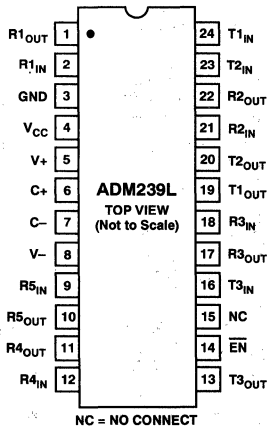 R1OUT 1 24 T1IN
R1IN 2 23 T2IN
GND 3 22 R2OUT
VCC 4 21 R2IN
V+ 5 20 T2OUT
C+ 6 ADM239L 19 T1OUT
TOP VIEW
C– 7 (Not to Scale) 18 R3IN
V– 8 17 R3OUT
R5IN 9 16 T3IN
R5OUT 10 15 NC
R4OUT 11 14 E̅N̅
R4IN 12 13 T3OUT
NC = NO CONNECT